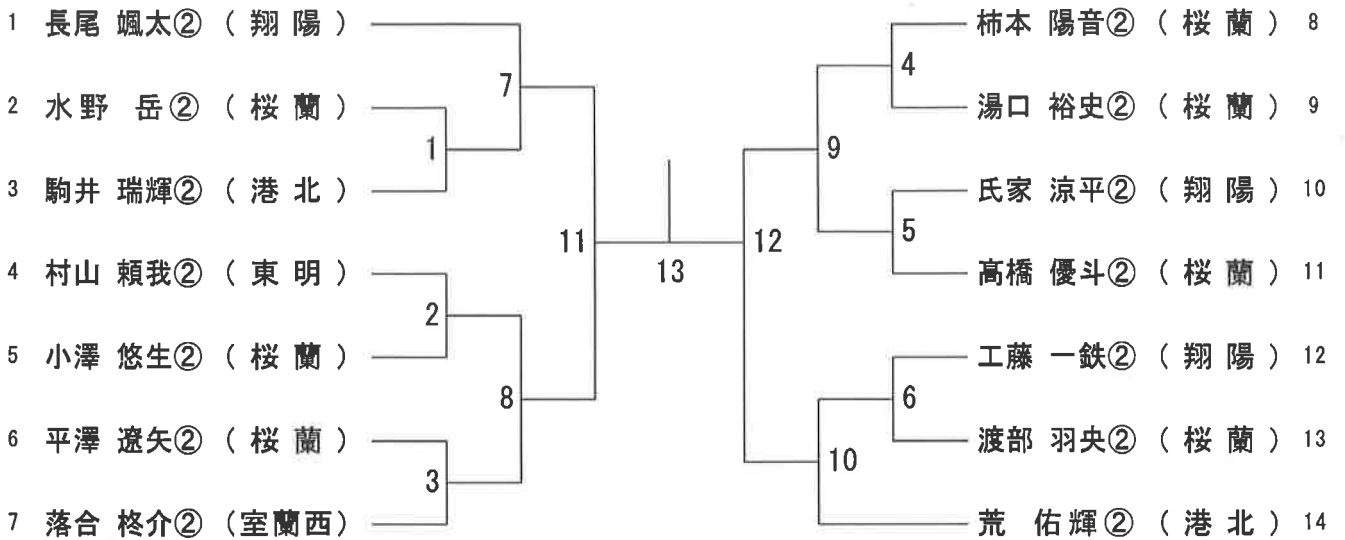 1 長尾 颯太② ( 翔 陽 )
2 水野 岳② ( 桜 蘭 )
3 駒井 瑞輝② ( 港 北 )
4 村山 頼我② ( 東 明 )
5 小澤 悠生② ( 桜 蘭 )
6 平澤 遼矢② ( 桜 蘭 )
7 落合 柊介② (室蘭西)
7
1
2
8
3
11
13
12
4
9
5
6
10
柿本 陽音② ( 桜 蘭 ) 8
湯口 裕史② ( 桜 蘭 ) 9
氏家 涼平② ( 翔 陽 ) 10
高橋 優斗② ( 桜 蘭 ) 11
工藤 一鉄② ( 翔 陽 ) 12
渡部 羽央② ( 桜 蘭 ) 13
荒 佑輝② ( 港 北 ) 14